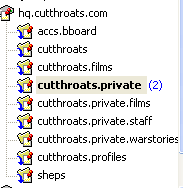 hq.cutthroats.com
accs.bboard
cutthroats
cutthroats.films
cutthroats.private (2)
cutthroats.private.films
cutthroats.private.staff
cutthroats.private.warstories
cutthroats.profiles
sheps